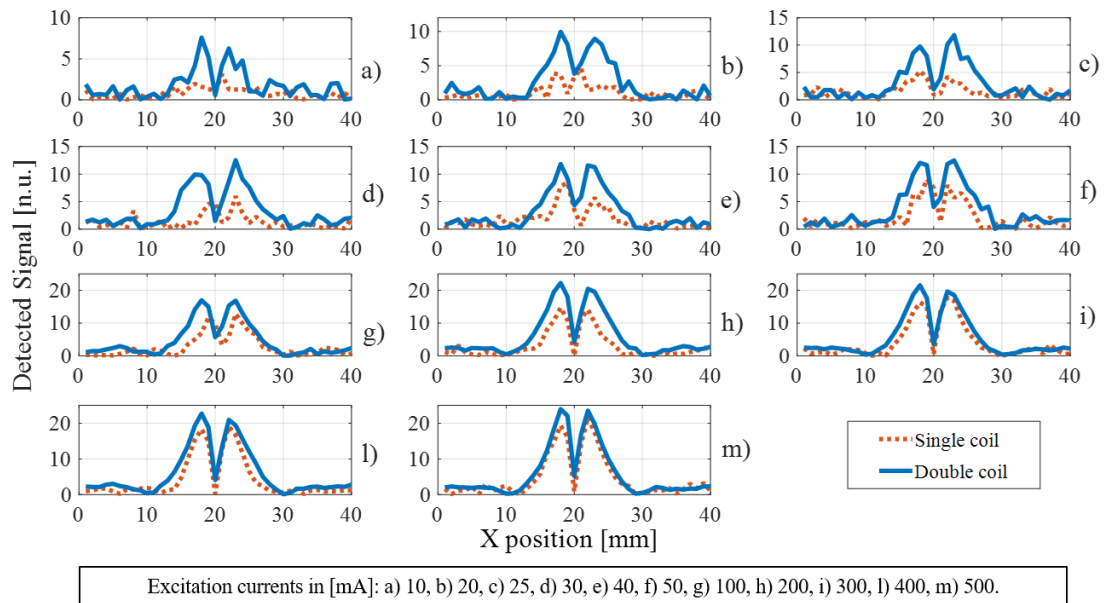 10
5
0
0 10 20 30 40
a)
15
10
5
0
0 10 20 30 40
b)
15
10
5
0
0 10 20 30 40
c)
15
10
5
0
0 10 20 30 40
d)
15
10
5
0
0 10 20 30 40
e)
15
10
5
0
0 10 20 30 40
f)
20
10
0
0 10 20 30 40
g)
20
10
0
0 10 20 30 40
h)
20
10
0
0 10 20 30 40
i)
20
10
0
0 10 20 30 40
l)
20
10
0
0 10 20 30 40
m)
Detected Signal [n.u.]
X position [mm]
Single coil
Double coil
Excitation currents in [mA]: a) 10, b) 20, c) 25, d) 30, e) 40, f) 50, g) 100, h) 200, i) 300, l) 400, m) 500.